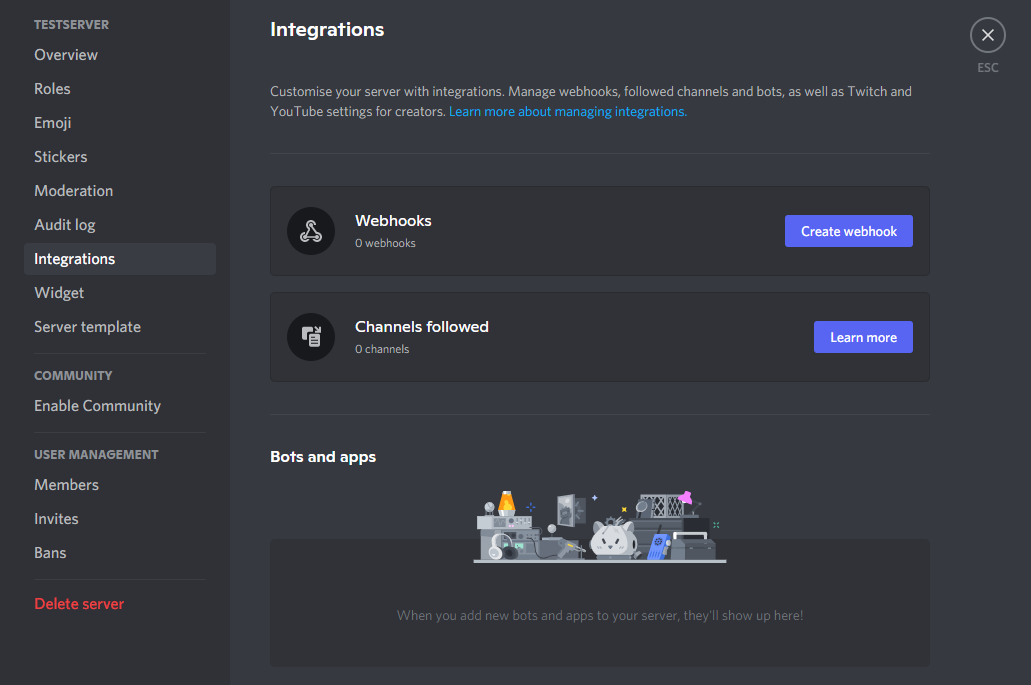 TESTSERVER
Overview
Roles
Emoji
Stickers
Moderation
Audit log
Integrations
Widget
Server template
COMMUNITY
Enable Community
USER MANAGEMENT
Members
Invites
Bans
Delete server
Integrations
ESC
Customise your server with integrations. Manage webhooks, followed channels and bots, as well as Twitch and
YouTube settings for creators. Learn more about managing integrations.
Webhooks
0 webhooks
Create webhook
Channels followed
0 channels
Learn more
Bots and apps
When you add new bots and apps to your server, they'll show up here!